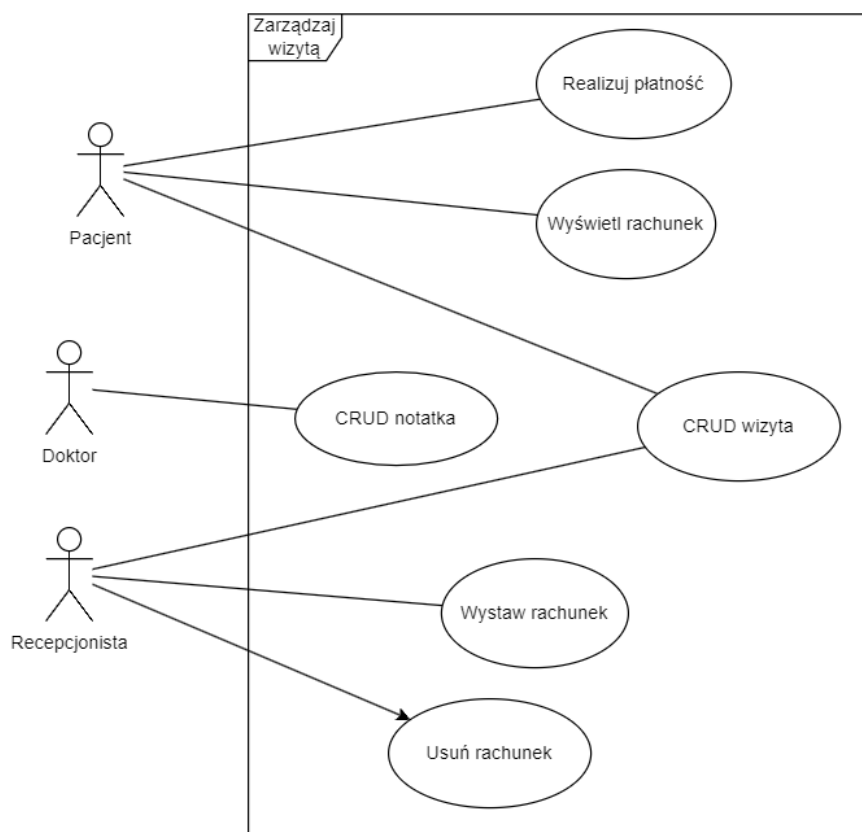 Zarządzaj
wizytą
Realizuj płatność
Wyświetl rachunek
Pacjent
CRUD notatka
CRUD wizyta
Doktor
Wystaw rachunek
Recepcjonista
Usuń rachunek